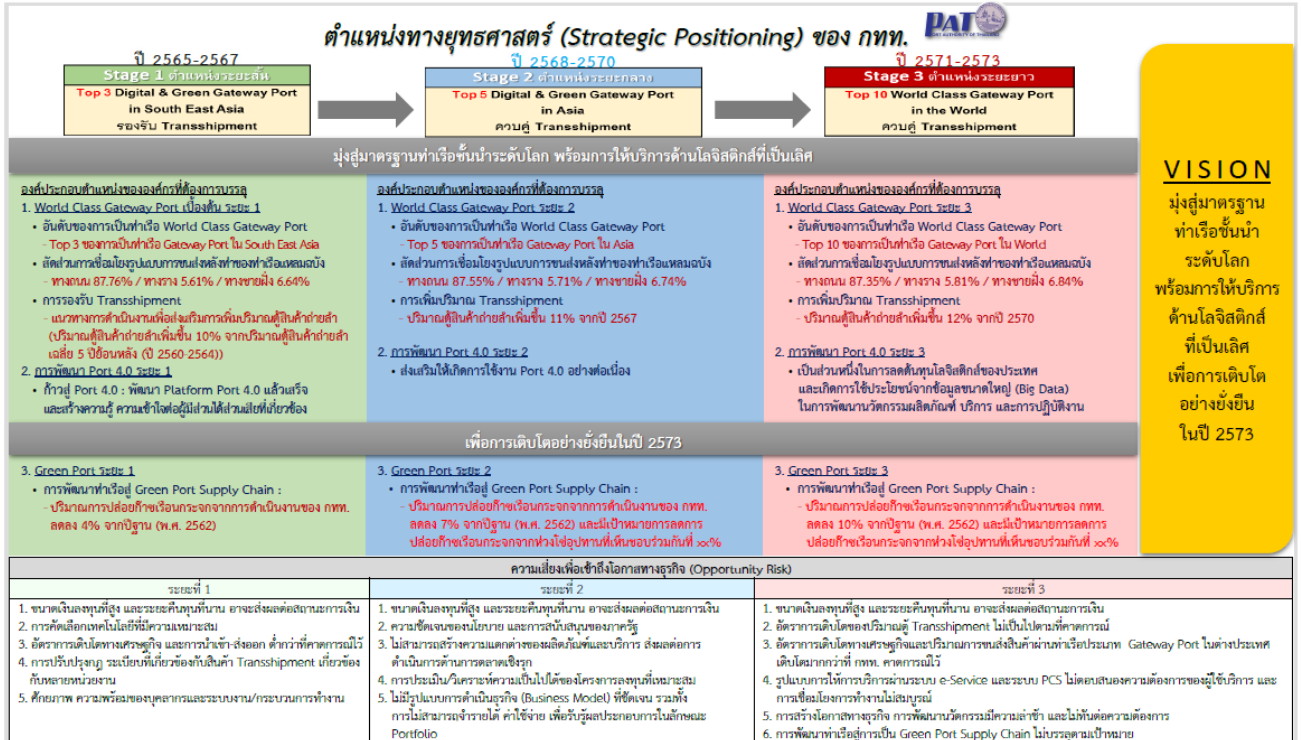 ตำแหน่งทางยุทธศาสตร์ (Strategic Positioning) ของ กทท.
PAT
PORT AUTHORITY OF THAILAND
ปี 2565-2567
Stage 1 ตำแหน่งระยะสั้น
Top 3 Digital & Green Gateway Port
in South East Asia
รองรับ Transshipment
ปี 2568-2570
Stage 2 ตำแหน่งระยะกลาง
Top 5 Digital & Green Gateway Port
in Asia
ควบคู่ Transshipment
ปี 2571-2573
Stage 3 ตำแหน่งระยะยาว
Top 10 World Class Gateway Port
in the World
ควบคู่ Transshipment
มุ่งสู่มาตรฐานท่าเรือชั้นนำระดับโลก พร้อมการให้บริการด้านโลจิสติกส์ที่เป็นเลิศ
องค์ประกอบตำแหน่งขององค์กรที่ต้องการบรรลุ
1. World Class Gateway Port เบื้องต้น ระยะ 1
• อันดับของการเป็นท่าเรือ World Class Gateway Port
- Top 3 ของการเป็นท่าเรือ Gateway Port ใน South East Asia
• สัดส่วนการเชื่อมโยงรูปแบบการขนส่งหลังท่าของท่าเรือแหลมฉบัง
- ทางถนน 87.76% / ทางราง 5.61% / ทางชายฝั่ง 6.64%
• การรองรับ Transshipment
- แนวทางการดำเนินงานเพื่อส่งเสริมการเพิ่มปริมาณตู้สินค้าถ่ายลำ
(ปริมาณตู้สินค้าถ่ายลำเพิ่มขึ้น 10% จากปริมาณตู้สินค้าถ่ายลำ
เฉลี่ย 5 ปีย้อนหลัง (ปี 2560-2564))
2. การพัฒนา Port 4.0 ระยะ 1
• ก้าวสู่ Port 4.0 : พัฒนา Platform Port 4.0 แล้วเสร็จ
และสร้างความรู้ ความเข้าใจต่อผู้มีส่วนได้ส่วนเสียที่เกี่ยวข้อง
องค์ประกอบตำแหน่งขององค์กรที่ต้องการบรรลุ
1. World Class Gateway Port ระยะ 2
• อันดับของการเป็นท่าเรือ World Class Gateway Port
- Top 5 ของการเป็นท่าเรือ Gateway Port ใน Asia
• สัดส่วนการเชื่อมโยงรูปแบบการขนส่งหลังท่าของท่าเรือแหลมฉบัง
- ทางถนน 87.55% / ทางราง 5.71% / ทางชายฝั่ง 6.74%
• การเพิ่มปริมาณ Transshipment
- ปริมาณตู้สินค้าถ่ายลำเพิ่มขึ้น 11% จากปี 2567
2. การพัฒนา Port 4.0 ระยะ 2
• ส่งเสริมให้เกิดการใช้งาน Port 4.0 อย่างต่อเนื่อง
องค์ประกอบตำแหน่งขององค์กรที่ต้องการบรรลุ
1. World Class Gateway Port ระยะ 3
• อันดับของการเป็นท่าเรือ World Class Gateway Port
- Top 10 ของการเป็นท่าเรือ Gateway Port ใน World
• สัดส่วนการเชื่อมโยงรูปแบบการขนส่งหลังท่าของท่าเรือแหลมฉบัง
- ทางถนน 87.35% / ทางราง 5.81% / ทางชายฝั่ง 6.84%
• การเพิ่มปริมาณ Transshipment
- ปริมาณตู้สินค้าถ่ายลำเพิ่มขึ้น 12% จากปี 2570
2. การพัฒนา Port 4.0 ระยะ 3
• เป็นส่วนหนึ่งในการลดต้นทุนโลจิสติกส์ของประเทศ
และเกิดการใช้ประโยชน์จากข้อมูลขนาดใหญ่ (Big Data)
ในการพัฒนานวัตกรรมผลิตภัณฑ์ บริการ และการปฏิบัติงาน
เพื่อการเติบโตอย่างยั่งยืนในปี 2573
3. Green Port ระยะ 1
• การพัฒนาท่าเรือสู่ Green Port Supply Chain :
- ปริมาณการปล่อยก๊าซเรือนกระจกจากการดำเนินงานของ กทท.
ลดลง 4% จากปีฐาน (พ.ศ. 2562)
3. Green Port ระยะ 2
• การพัฒนาท่าเรือสู่ Green Port Supply Chain :
- ปริมาณการปล่อยก๊าซเรือนกระจกจากการดำเนินงานของ กทท.
ลดลง 7% จากปีฐาน (พ.ศ. 2562) และมีเป้าหมายการลดการ
ปล่อยก๊าซเรือนกระจกจากห่วงโซ่อุปทานที่เห็นชอบร่วมกันที่ xx%
3. Green Port ระยะ 3
• การพัฒนาท่าเรือสู่ Green Port Supply Chain :
- ปริมาณการปล่อยก๊าซเรือนกระจกจากการดำเนินงานของ กทท.
ลดลง 10% จากปีฐาน (พ.ศ. 2562) และมีเป้าหมายการลดการ
ปล่อยก๊าซเรือนกระจกจากห่วงโซ่อุปทานที่เห็นชอบร่วมกันที่ xx%
VISION
มุ่งสู่มาตรฐาน
ท่าเรือชั้นนำ
ระดับโลก
พร้อมการให้บริการ
ด้านโลจิสติกส์
ที่เป็นเลิศ
เพื่อการเติบโต
อย่างยั่งยืน
ในปี 2573
ความเสี่ยงเพื่อเข้าถึงโอกาสทางธุรกิจ (Opportunity Risk)
ระยะที่ 1
1. ขนาดเงินลงทุนที่สูง และระยะคืนทุนที่นาน อาจจะส่งผลต่อสถานะการเงิน
2. การคัดเลือกเทคโนโลยีที่มีความเหมาะสม
3. อัตราการเติบโตทางเศรษฐกิจ และการนำเข้า-ส่งออก ต่ำกว่าที่คาดการณ์ไว้
4. การปรับปรุงกฎ ระเบียบที่เกี่ยวข้องกับสินค้า Transshipment เกี่ยวข้อง
กับหลายหน่วยงาน
5. ศักยภาพ ความพร้อมของบุคลากรและระบบงาน/กระบวนการทำงาน
ระยะที่ 2
1. ขนาดเงินลงทุนที่สูง และระยะคืนทุนที่นาน อาจจะส่งผลต่อสถานะการเงิน
2. ความชัดเจนของนโยบาย และการสนับสนุนของภาครัฐ
3. ไม่สามารถสร้างความแตกต่างของผลิตภัณฑ์และบริการ ส่งผลต่อการ
ดำเนินการด้านการตลาดเชิงรุก
4. การประเมิน/วิเคราะห์ความเป็นไปได้ของโครงการลงทุนที่เหมาะสม
5. ไม่มีรูปแบบการดำเนินธุรกิจ (Business Model) ที่ชัดเจน รวมทั้ง
การไม่สามารถจำรายได้ ค่าใช้จ่าย เพื่อรับรู้ผลประกอบการในลักษณะ
Portfolio
ระยะที่ 3
1. ขนาดเงินลงทุนที่สูง และระยะคืนทุนที่นาน อาจจะส่งผลต่อสถานะการเงิน
2. อัตราการเติบโตของปริมาณตู้ Transshipment ไม่เป็นไปตามที่คาดการณ์
3. อัตราการเติบโตทางเศรษฐกิจและปริมาณการขนส่งสินค้าผ่านท่าเรือประเภท Gateway Port ในต่างประเทศ
เติบโตมากกว่าที่ กทท. คาดการณ์ไว้
4. รูปแบบการให้การบริการผ่านระบบ e-Service และระบบ PCS ไม่ตอบสนองความต้องการของผู้ใช้บริการ และ
การเชื่อมโยงการทำงานไม่สมบูรณ์
5. การสร้างโอกาสทางธุรกิจ การพัฒนานวัตกรรมมีความล่าช้า และไม่ทันต่อความต้องการ
6. การพัฒนาท่าเรือสู่การเป็น Green Port Supply Chain ไม่บรรลุตามเป้าหมาย